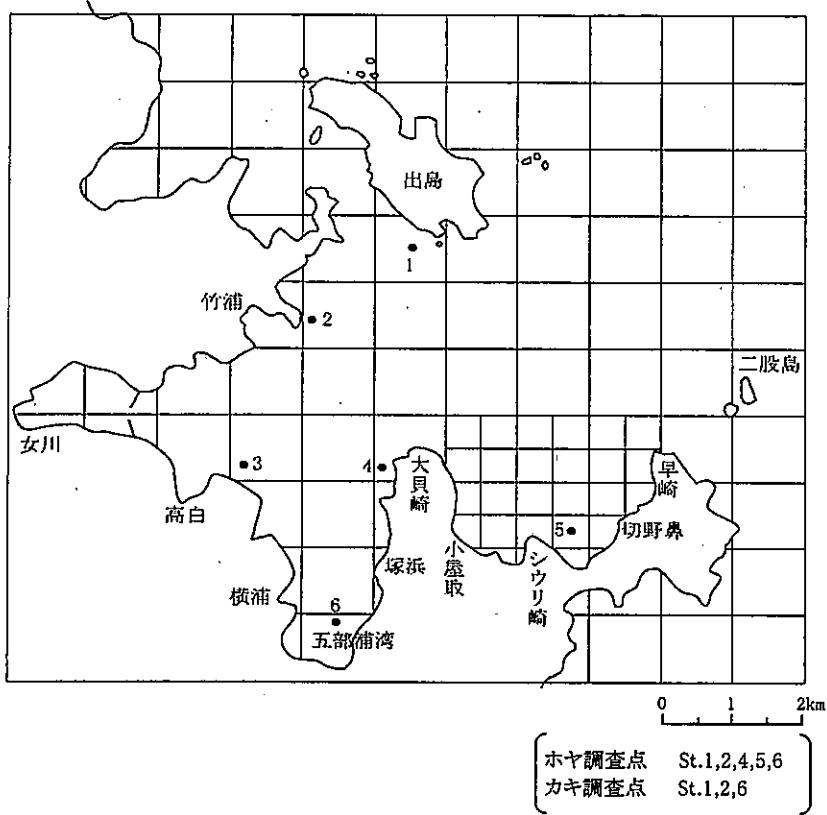 出島
1
竹浦
2
二股島
女川
3
4
大貝崎
早崎
高白
5
切野鼻
塚浜
小屋取
シウリ崎
横浦
6
五部浦湾
0 1 2km
ホヤ調査点 St.1,2,4,5,6
カキ調査点 St.1,2,6